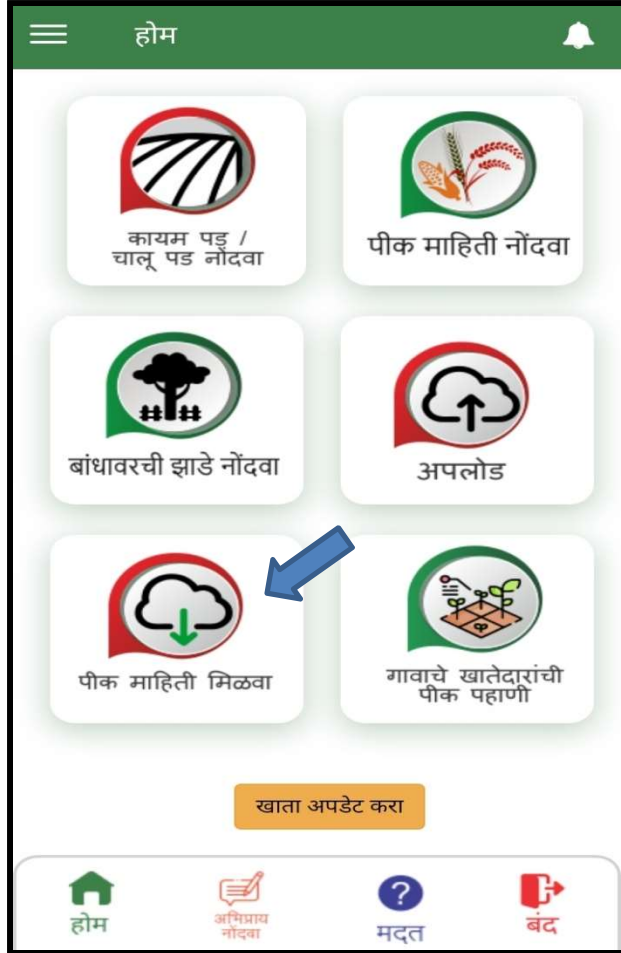 होम
कायम पड /
चालू पड नोंदवा
पीक माहिती नोंदवा
बांधावरची झाडे नोंदवा
अपलोड
पीक माहिती मिळवा
गावाचे खातेदारांची
पीक पहाणी
खाता अपडेट करा
होम
अभिप्राय
नोंदवा
मदत
बंद